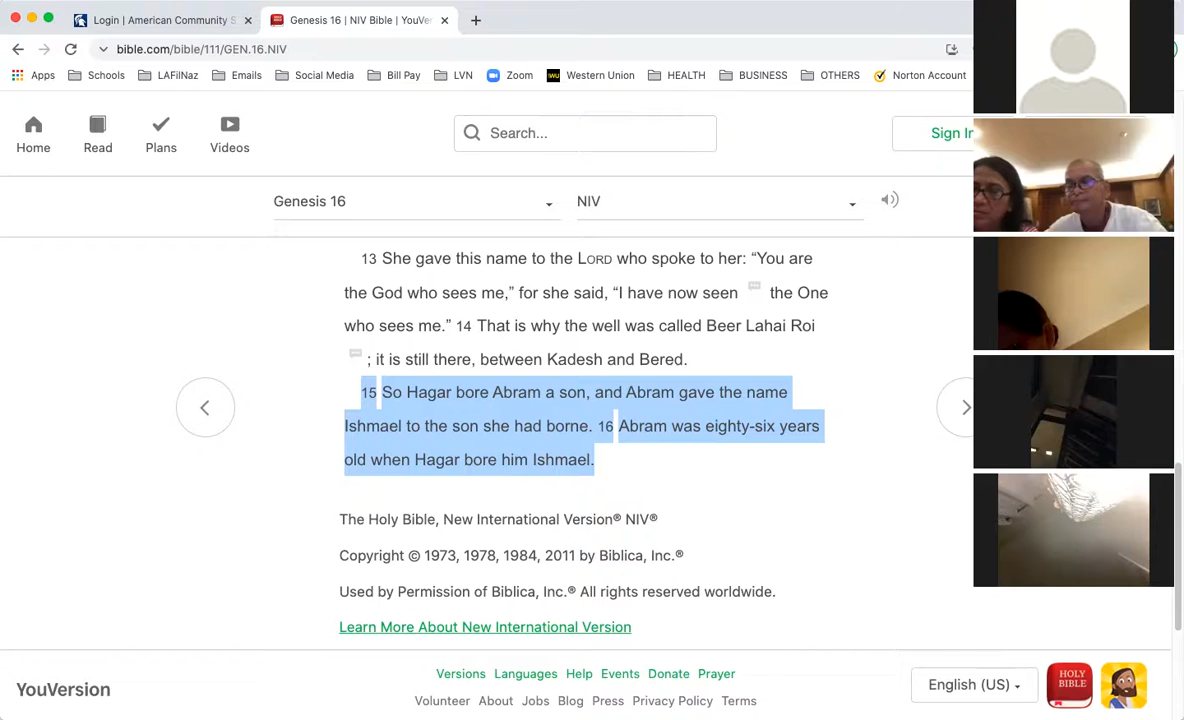 Login | American Community S
Genesis 16 | NIV Bible | YouVer
bible.com/bible/111/GEN.16.NIV
Apps Schools LAFilNaz Emails Social Media Bill Pay LVN Zoom WU Western Union HEALTH BUSINESS OTHERS Norton Account
Home Read Plans Videos
Search...
Sign In
Genesis 16
NIV
13 She gave this name to the LORD who spoke to her: “You are
the God who sees me,” for she said, “I have now seen the One
who sees me.” 14 That is why the well was called Beer Lahai Roi
; it is still there, between Kadesh and Bered.
15 So Hagar bore Abram a son, and Abram gave the name
Ishmael to the son she had borne. 16 Abram was eighty-six years
old when Hagar bore him Ishmael.
The Holy Bible, New International Version® NIV®
Copyright © 1973, 1978, 1984, 2011 by Biblica, Inc.®
Used by Permission of Biblica, Inc.® All rights reserved worldwide.
Learn More About New International Version
YouVersion
Versions Languages Help Events Donate Prayer
Volunteer About Jobs Blog Press Privacy Policy Terms
English (US)
HOLY
BIBLE